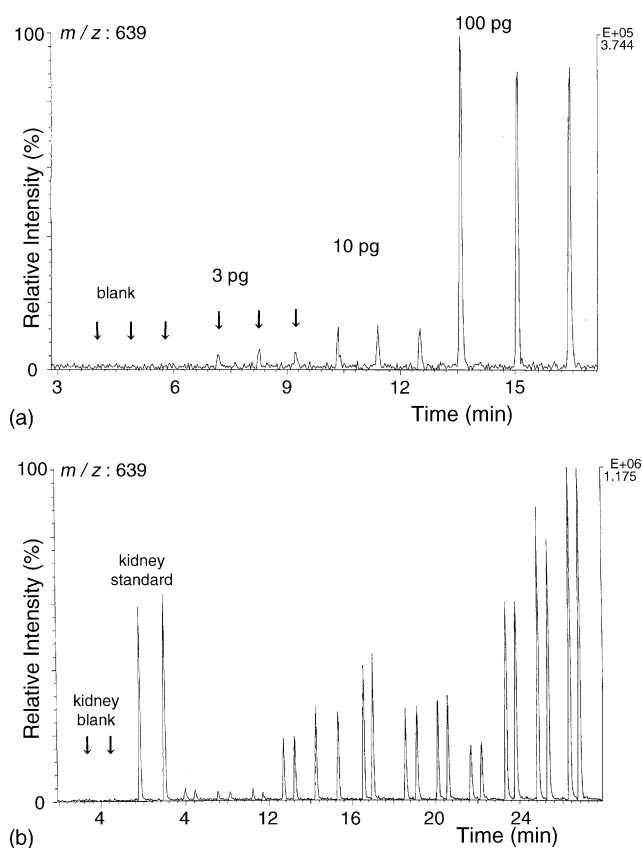 100 pg
100
m / z : 639
E+05
3.744
Relative Intensity (%)
10 pg
3 pg
blank
0
3 6 9 12 15
(a)
Time (min)
100
m / z : 639
E+06
1.175
Relative Intensity (%)
kidney
standard
kidney
blank
0
4 4 12 16 20 24
(b)
Time (min)